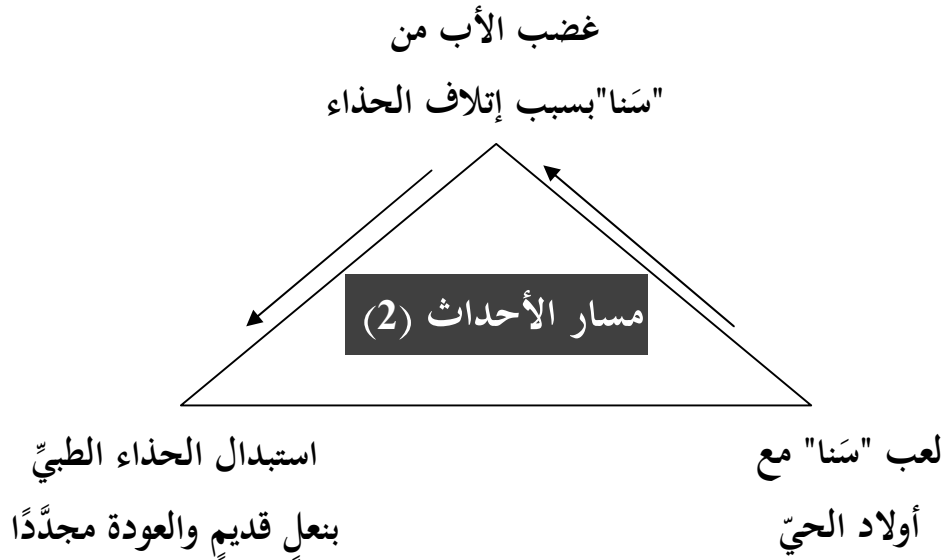 غضب الأب من
"سَنا"بسبب إتلاف الحذاء
مسار الأحداث (2)
لعب "سَنا" مع
أولاد الحيّ
استبدال الحذاء الطبيِّ
بنعلٍ قديمٍ والعودة مجدَّدًا